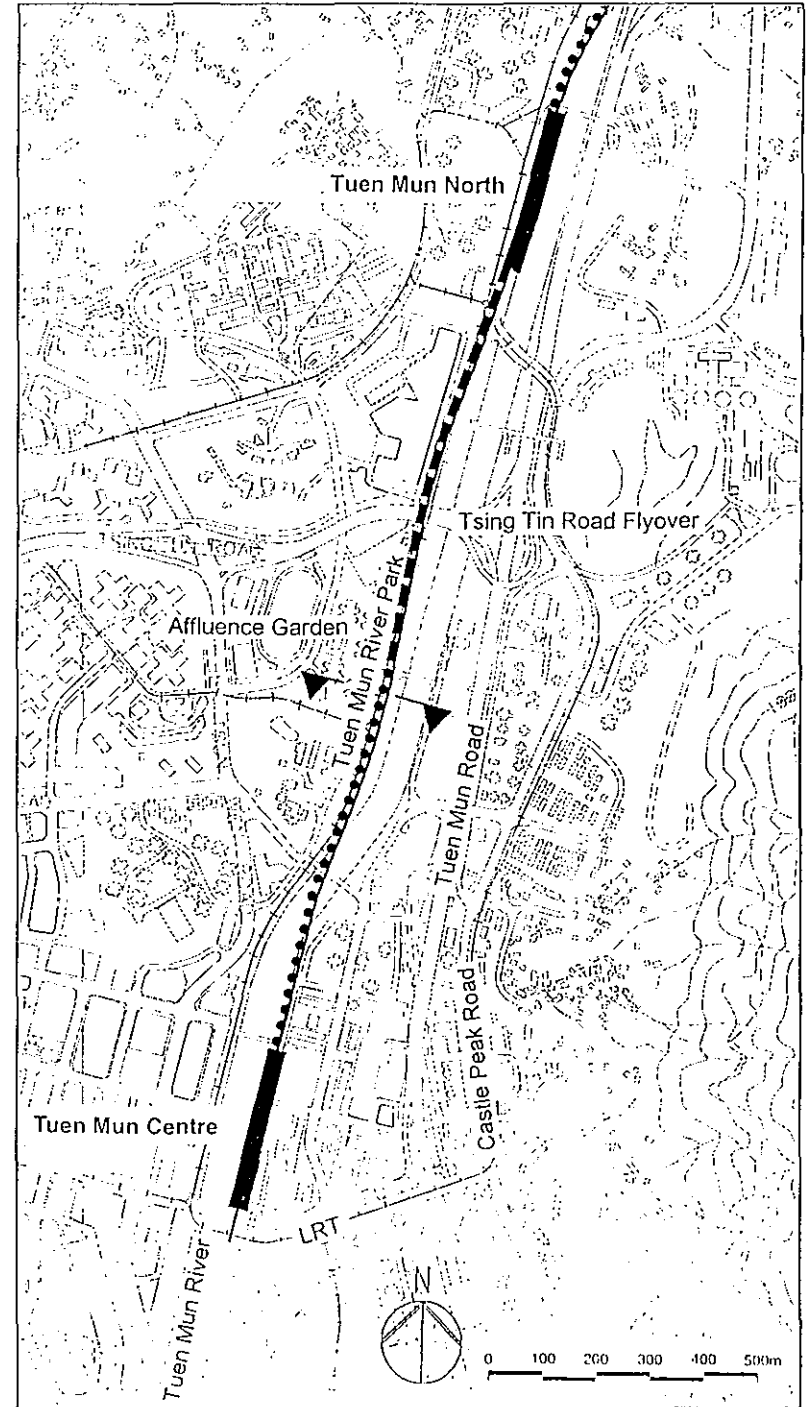 Tuen Mun North
Tsing Tin Road Flyover
Tuen Mun River Park
Affluence Garden
Tuen Mun Road
Castle Peak Road
Tuen Mun Centre
LRT
Tuen Mun River
N
0 100 200 300 400 500m